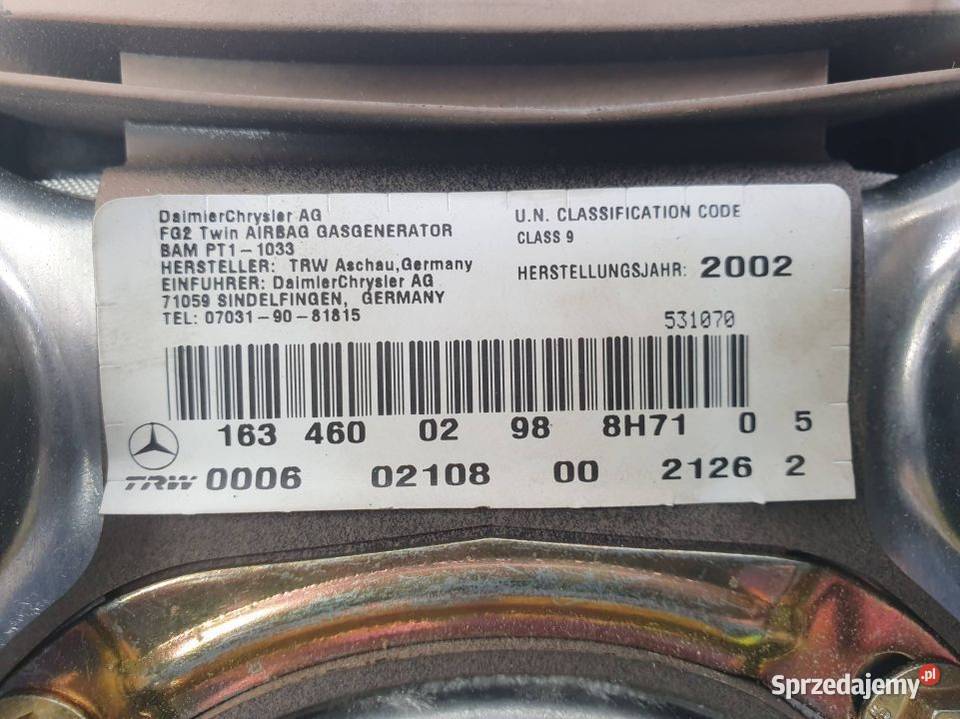 DaimlerChrysler AG
FG2 Twin AIRBAG GASGENERATOR
BAM PT1-1033
HERSTELLER: TRW Aschau, Germany
EINFUHRER: DaimlerChrysler AG
71059 SINDELFINGEN, GERMANY
TEL: 07031-90-81815
U.N. CLASSIFICATION CODE
CLASS 9
HERSTELLUNGSJAHR: 2002
531070
163 460 02 98 8H71 0 5
TRW 0006 02108 00 2126 2
Sprzedajemy.pl